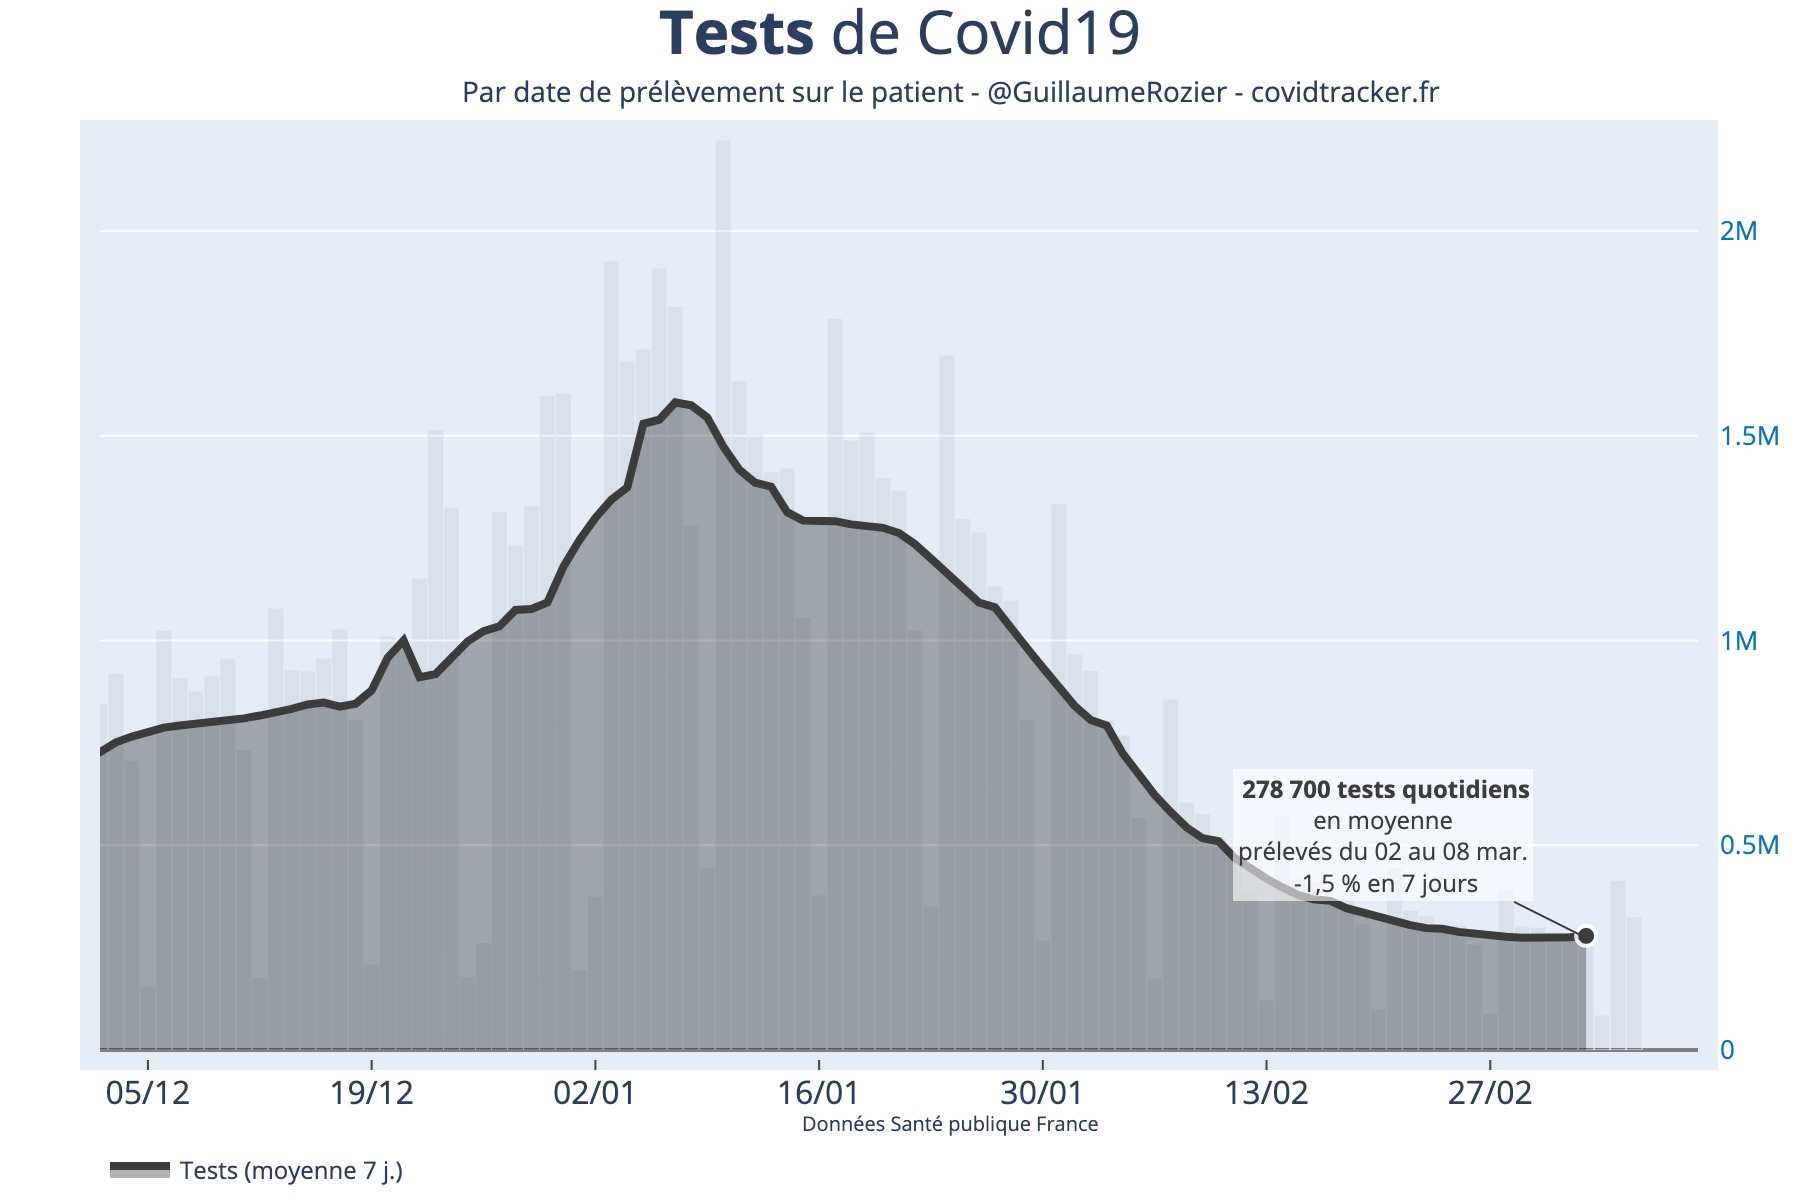 Tests de Covid19
Par date de prélèvement sur le patient - @GuillaumeRozier - covidtracker.fr
2M
1.5M
1M
0.5M
0
278 700 tests quotidiens
en moyenne
prélevés du 02 au 08 mar.
-1,5 % en 7 jours
05/12 19/12 02/01 16/01 30/01 13/02 27/02
Données Santé publique France
Tests (moyenne 7 j.)